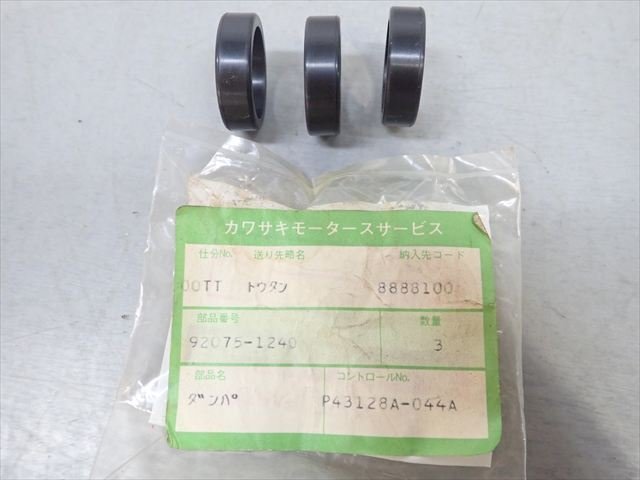 カワサキモータースサービス
仕分No. 送り先略名 納入先コード
00TT トウタン 8888100
部品番号 数量
92075-1240 3
部品名 コントロールNo.
ダンパ P43128A-044A